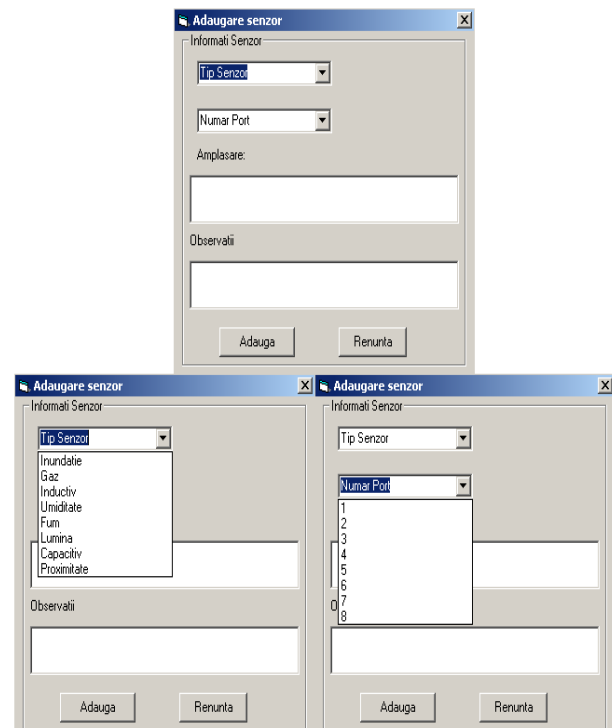 Adaugare senzor
Informati Senzor
Tip Senzor
Numar Port
Amplasare:
Observatii
Adauga Renunta
Adaugare senzor
Informati Senzor
Tip Senzor
Inundatie
Gaz
Inductiv
Umiditate
Fum
Lumina
Capacitiv
Proximitate
Observatii
Adauga Renunta
Adaugare senzor
Informati Senzor
Tip Senzor
Numar Port
1
2
3
4
5
6
7
8
O
Adauga Renunta